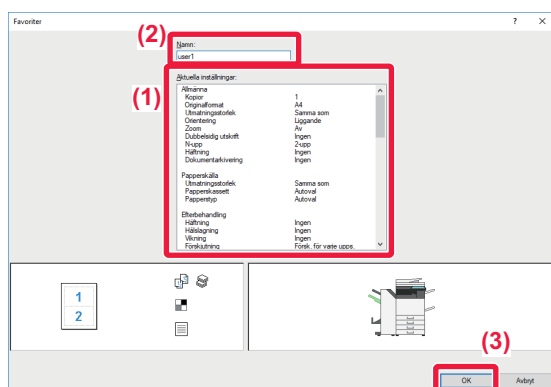 Favoriter ? X
(2)
Namn:
user1
(1)
Aktuella inställningar:
Allmänna
Kopior 1
Originalformat A4
Utmatningsstorlek Samma som
Orientering Liggande
Zoom Av
Dubbelsidig utskrift Ingen
N-upp 2-upp
Häftning Ingen
Dokumentarkivering Ingen
Papperskälla
Utmatningsstorlek Samma som
Papperskassett Autoval
Papperstyp Autoval
Efterbehandling
Häftning Ingen
Hålslagning Ingen
Vikning Ingen
Förskjutning Försk. för varje upps.
1
2
(3)
OK Avbryt